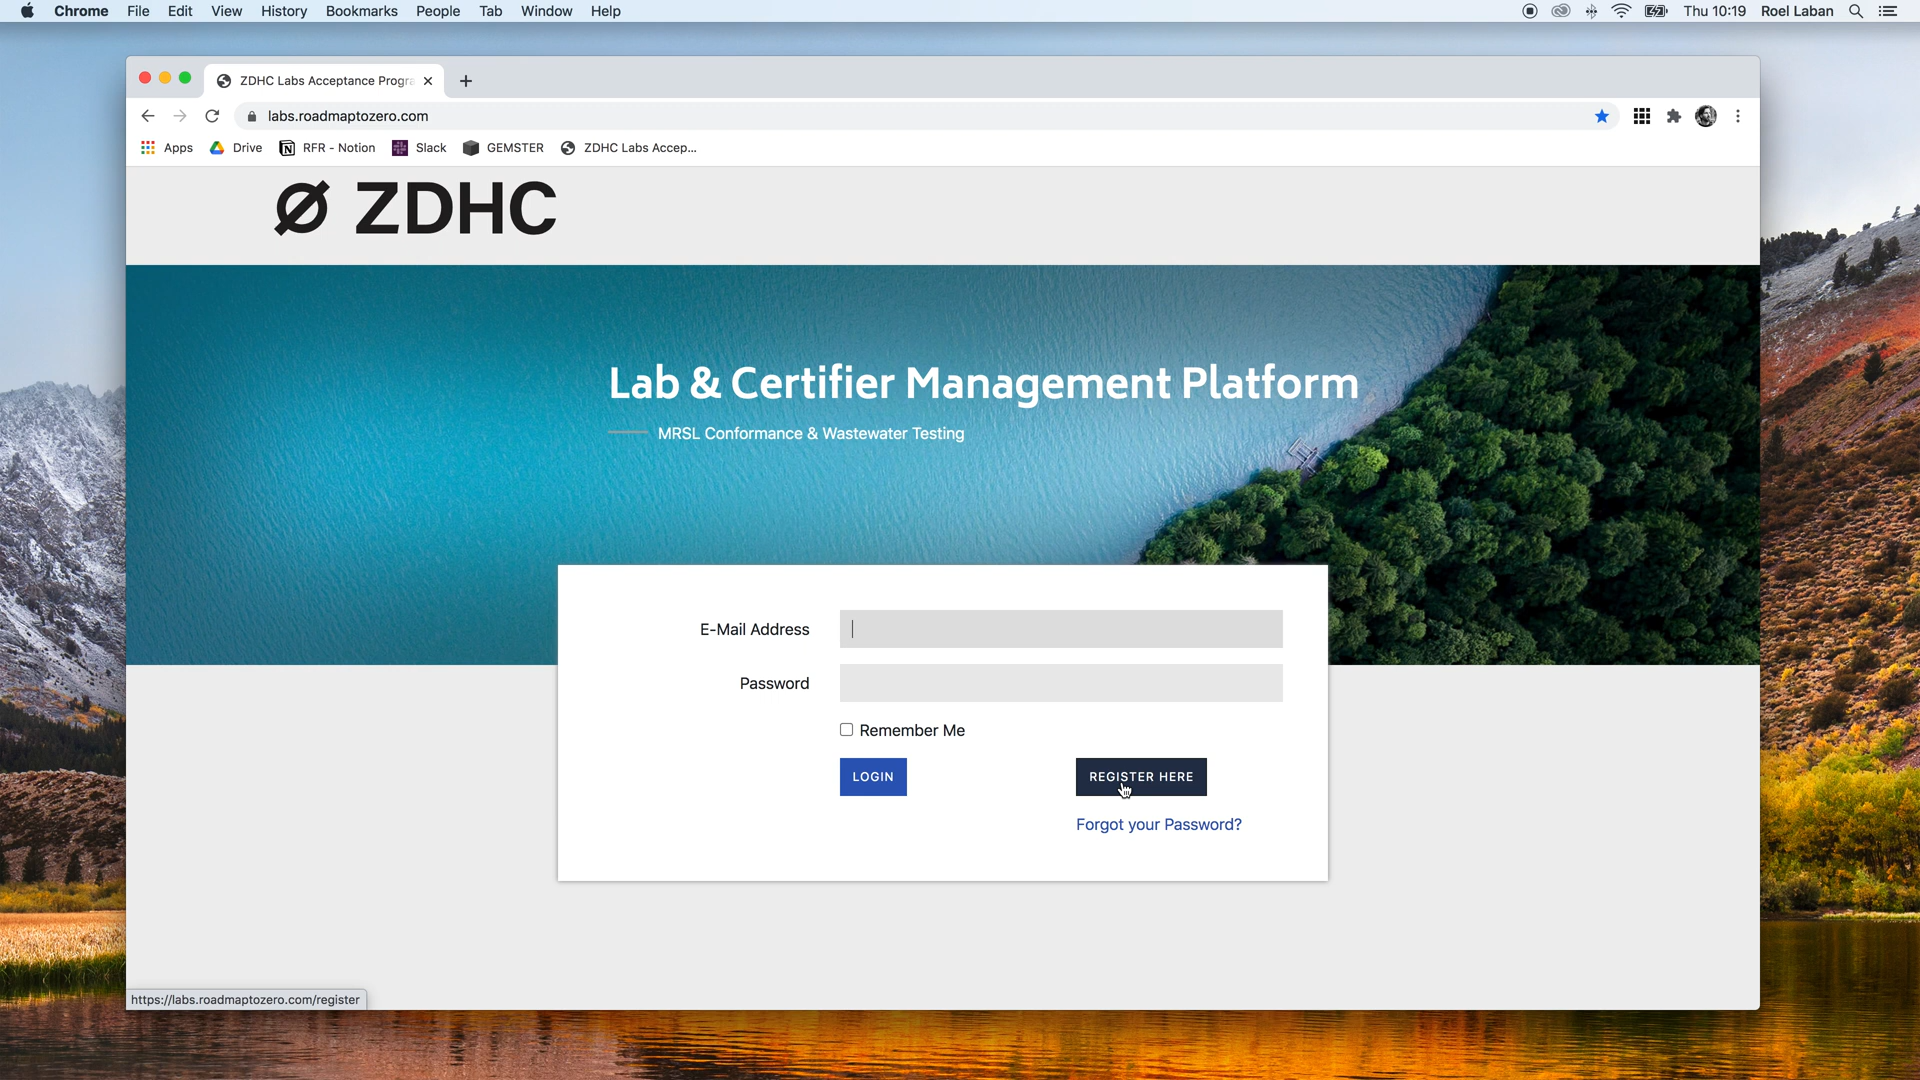 Chrome File Edit View History Bookmarks People Tab Window Help Thu 10:19 Roel Laban
ZDHC Labs Acceptance Progra
labs.roadmaptozero.com
Apps Drive RFR - Notion Slack GEMSTER ZDHC Labs Accep...
ZDHC
Lab & Certifier Management Platform
MRSL Conformance & Wastewater Testing
E-Mail Address
Password
Remember Me
LOGIN REGISTER HERE
Forgot your Password?
https://labs.roadmaptozero.com/register